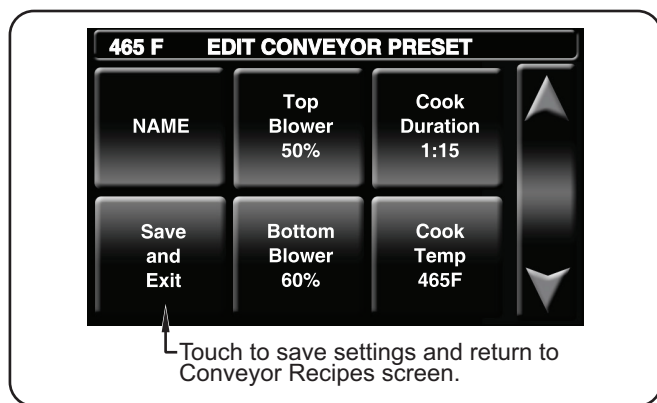 465 F EDIT CONVEYOR PRESET
NAME
Top
Blower
50%
Cook
Duration
1:15
Save
and
Exit
Bottom
Blower
60%
Cook
Temp
465F
Touch to save settings and return to
Conveyor Recipes screen.